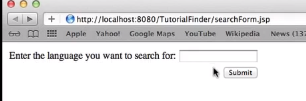 http://localhost:8080/TutorialFinder/searchForm.jsp
Apple Yahoo! Google Maps YouTube Wikipedia News (137
Enter the language you want to search for:
Submit